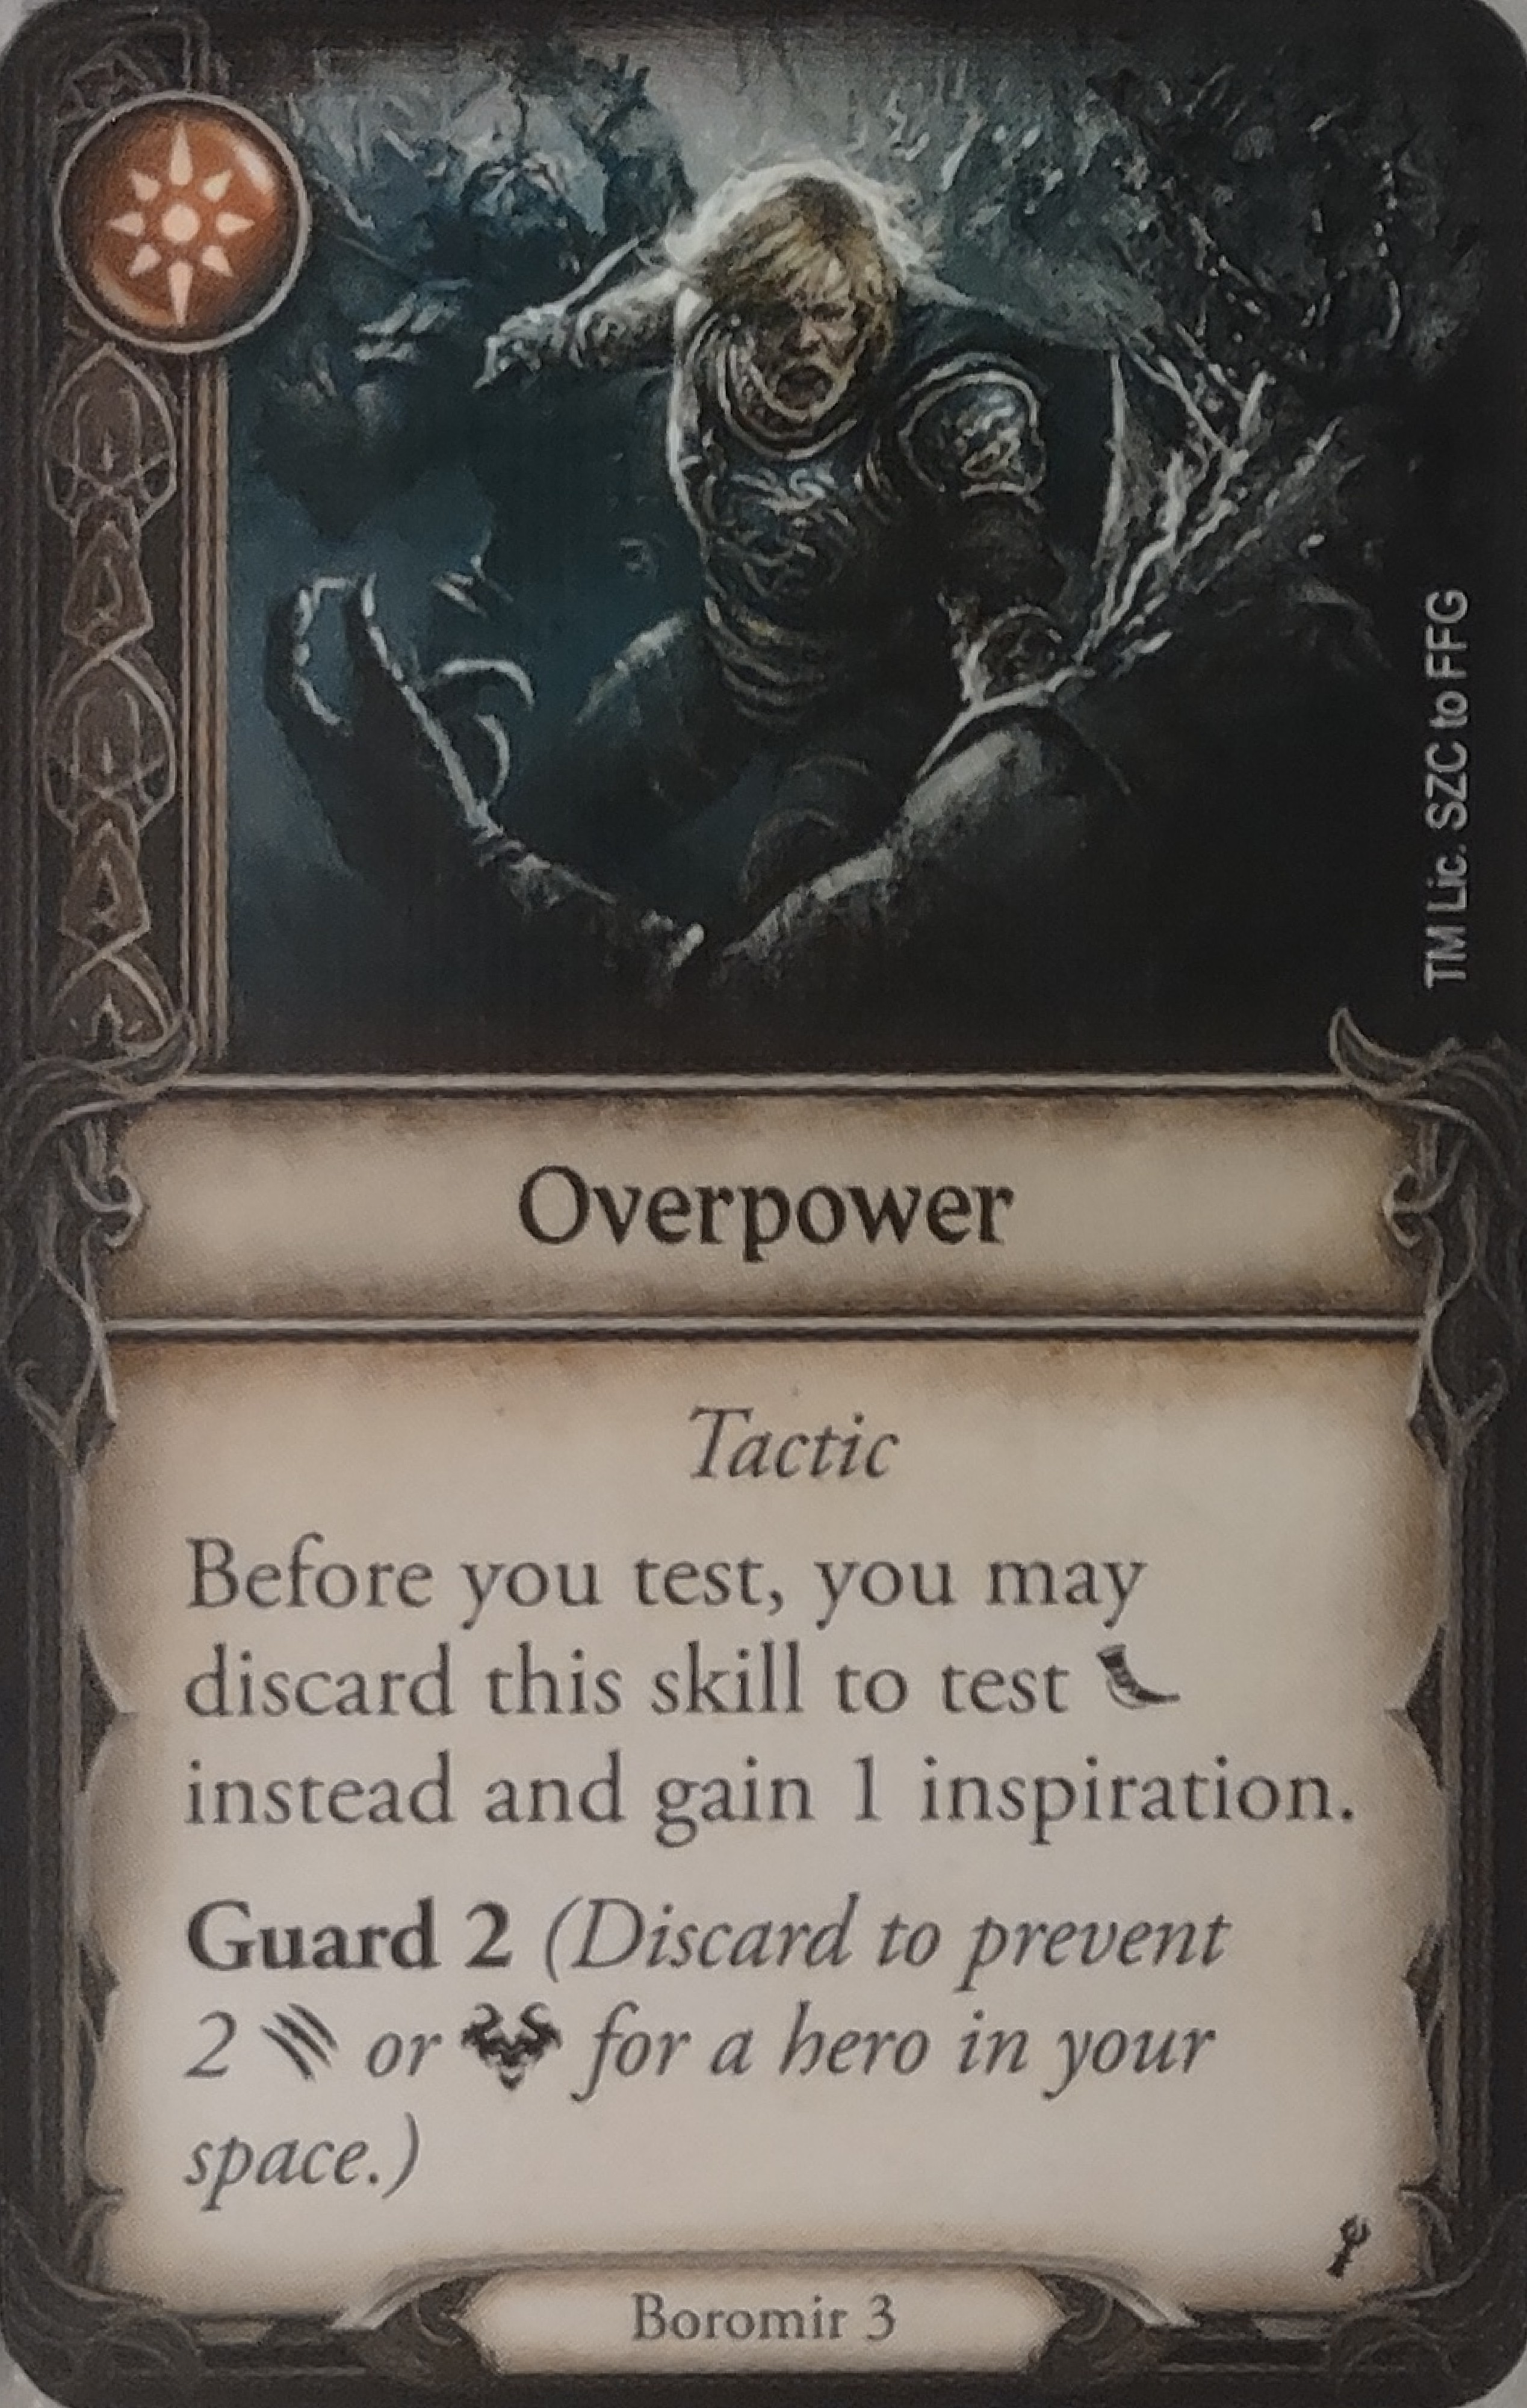 TM Lic. SZC to FFG
Overpower
Tactic
Before you test, you may
discard this skill to test
instead and gain 1 inspiration.
Guard 2 (Discard to prevent
2 or for a hero in your
space.)
Boromir 3